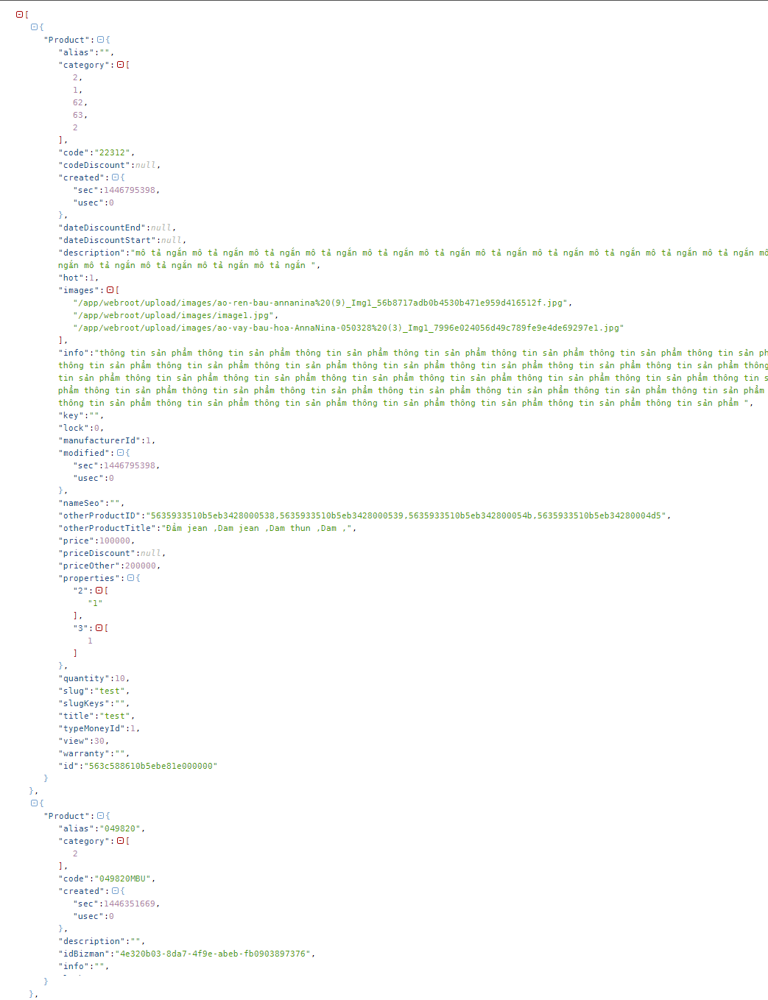 [
{
"Product":{
"alias":"",
"category":[
2,
1,
62,
63,
2
],
"code":"22312",
"codeDiscount":null,
"created":{
"sec":1446795398,
"usec":0
},
"dateDiscountEnd":null,
"dateDiscountStart":null,
"description":"mô tả ngắn mô tả ngắn mô tả ngắn mô tả ngắn mô tả ngắn mô tả ngắn mô tả ngắn mô tả ngắn mô tả ngắn mô tả ngắn mô tả ngắn mô
ngắn mô tả ngắn mô tả ngắn mô tả ngắn mô tả ngắn ",
"hot":1,
"images":[
"/app/webroot/upload/images/ao-ren-bau-annanina%20(9)_Img1_56b8717adb0b4530b471e959d416512f.jpg",
"/app/webroot/upload/images/image1.jpg",
"/app/webroot/upload/images/ao-vay-bau-hoa-AnnaNina-050328%20(3)_Img1_7996e024056d49c789fe9e4de69297e1.jpg"
],
"info":"thông tin sản phẩm thông tin sản phẩm thông tin sản phẩm thông tin sản phẩm thông tin sản phẩm thông tin sản phẩm thông tin sản ph
thông tin sản phẩm thông tin sản phẩm thông tin sản phẩm thông tin sản phẩm thông tin sản phẩm thông tin sản phẩm thông tin sản phẩm thông
tin sản phẩm thông tin sản phẩm thông tin sản phẩm thông tin sản phẩm thông tin sản phẩm thông tin sản phẩm thông tin sản phẩm thông tin s
phẩm thông tin sản phẩm thông tin sản phẩm thông tin sản phẩm thông tin sản phẩm thông tin sản phẩm thông tin sản phẩm thông tin sản phẩm
thông tin sản phẩm thông tin sản phẩm thông tin sản phẩm thông tin sản phẩm thông tin sản phẩm thông tin sản phẩm thông tin sản phẩm ",
"key":"",
"lock":0,
"manufacturerId":1,
"modified":{
"sec":1446795398,
"usec":0
},
"nameSeo":"",
"otherProductID":"5635933510b5eb3428000538,5635933510b5eb3428000539,5635933510b5eb342800054b,5635933510b5eb34280004d5",
"otherProductTitle":"Đầm jean ,Dam jean ,Dam thun ,Dam ,",
"price":100000,
"priceDiscount":null,
"priceOther":200000,
"properties":{
"2":[
"1"
],
"3":[
1
]
},
"quantity":10,
"slug":"test",
"slugKeys":"",
"title":"test",
"typeMoneyId":1,
"view":30,
"warranty":"",
"id":"563c588610b5ebe81e000000"
}
},
{
"Product":{
"alias":"049820",
"category":[
2
],
"code":"049820MBU",
"created":{
"sec":1446351669,
"usec":0
},
"description":"",
"idBizman":"4e320b03-8da7-4f9e-abeb-fb0903897376",
"info":"",
}
},